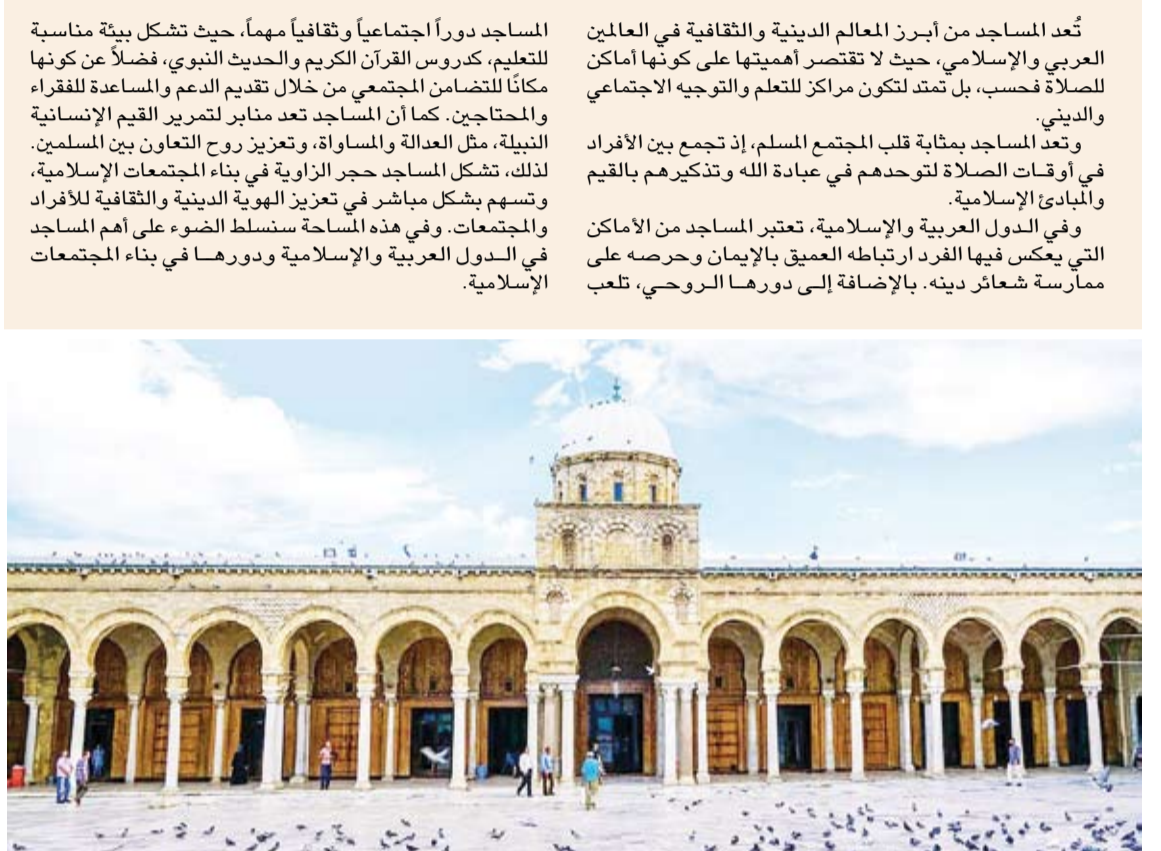 تُعد المساجد من أبـرز المعالم الدينية والثقافية في العالمين
العربي والإسلامي، حيث لا تقتصر أهميتها على كونها أماكن
للصلاة فحسب، بل تمتد لتكون مراكز للتعلم والتوجيه الاجتماعي
والديني.
وتعد المساجد بمثابة قلب المجتمع المسلم، إذ تجمع بين الأفراد
في أوقـات الصلاة لتوحدهم في عبادة الله وتذكيرهم بالقيم
والمبادئ الإسلامية.
وفي الـدول العربية والإسلامية، تعتبر المساجد من الأماكن
التي يعكس فيها الفرد ارتباطه العميق بالإيمان وحرصه على
ممارسة شعائر دينه. بالإضافة إلـى دورهـا الـروحـي، تلعب
المساجد دوراً اجتماعياً وثقافياً مهماً، حيث تشكل بيئة مناسبة
للتعليم، كدروس القرآن الكريم والحديث النبوي، فضلاً عن كونها
مكانًا للتضامن المجتمعي من خلال تقديم الدعم والمساعدة للفقراء
والمحتاجين. كما أن المساجد تعد منابر لتمرير القيم الإنسانية
النبيلة، مثل العدالة والمساواة، وتعزيز روح التعاون بين المسلمين.
لذلك، تشكل المساجد حجر الزاوية في بناء المجتمعات الإسلامية،
وتسهم بشكل مباشر في تعزيز الهوية الدينية والثقافية للأفراد
والمجتمعات. وفي هذه المساحة سنسلط الضوء على أهم المساجد
في الــدول العربية والإسلامية ودورهــا في بناء المجتمعات
الإسلامية.